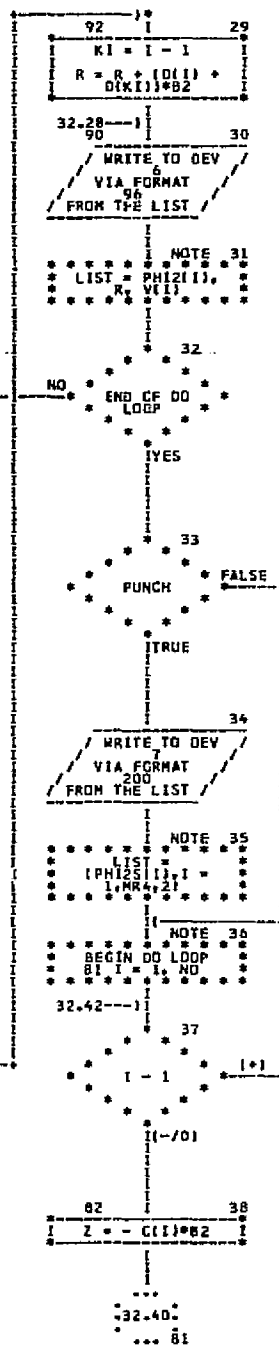 92 29
KI = I - 1
R = R + (D(I) +
D(KI))*B2
32.28---)
90 30
WRITE TO DEV
6
VIA FORMAT
96
FROM THE LIST
NOTE 31
LIST = PHI2(I),
R, V(I)
32
NO
END OF DO
LOOP
YES
33
PUNCH
FALSE
TRUE
34
WRITE TO DEV
7
VIA FORMAT
200
FROM THE LIST
NOTE 35
LIST =
(PHI2S(I),I =
1,MR4,2)
NOTE 36
BEGIN DO LOOP
81 I = 1, NO
32.42---)
37
I - 1
(+)
(-/0)
82 38
Z = - C(I)*B2
32.40
81